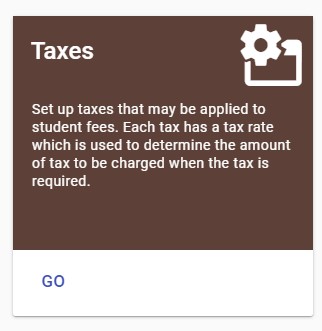 Taxes
Set up taxes that may be applied to
student fees. Each tax has a tax rate
which is used to determine the amount
of tax to be charged when the tax is
required.
GO